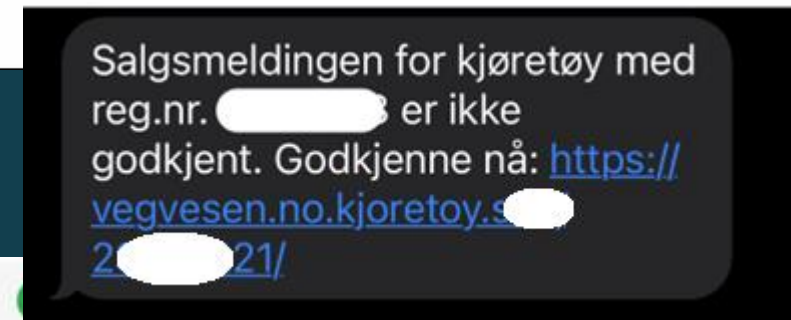 Salgsmeldingen for kjøretøy med
reg.nr. er ikke
godkjent. Godkjenne nå: https://
vegvesen.no.kjoretoy.s
2 21/